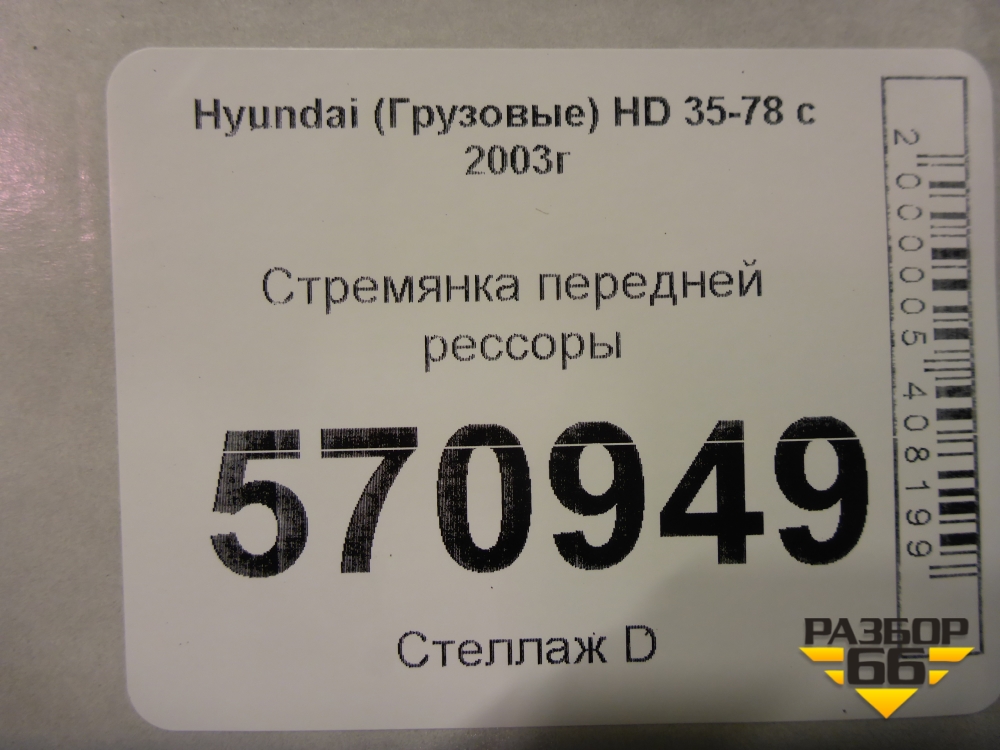 Hyundai (Грузовые) HD 35-78 с
2003г
Стремянка передней
рессоры
570949
Стеллаж D
2000005408199
РАЗБОР
66